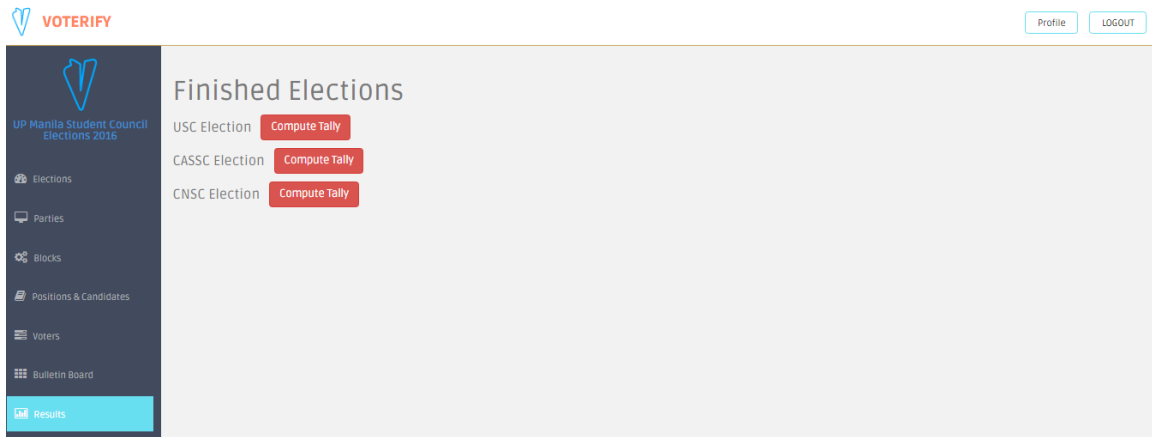 VOTERIFY
Profile
LOGOUT
UP Manila Student Council
Elections 2016
Elections
Parties
Blocks
Positions & Candidates
Voters
Bulletin Board
Results
Finished Elections
USC Election Compute Tally
CASSC Election Compute Tally
CNSC Election Compute Tally